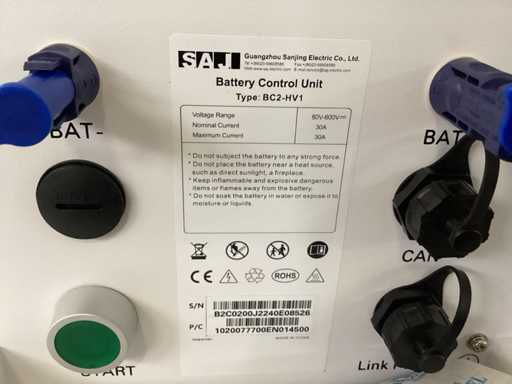 SAJ
Guangzhou Sanjing Electric Co., Ltd.
Battery Control Unit
Type: BC2-HV1
Voltage Range 80V-600V
Nominal Current 30A
Maximum Current 30A
* Do not subject the battery to any strong force.
* Do not place the battery near a heat source,
such as direct sunlight, a fireplace.
* Keep inflammable and explosive dangerous
items or flames away from the battery.
* Do not soak the battery in water or expose it to
moisture or liquids.
BAT-
BAT
CAN
CE
ROHS
S/N
B2C0200J2240E08526
P/C
1020077700EN014500
MADE IN CHINA
START
Link